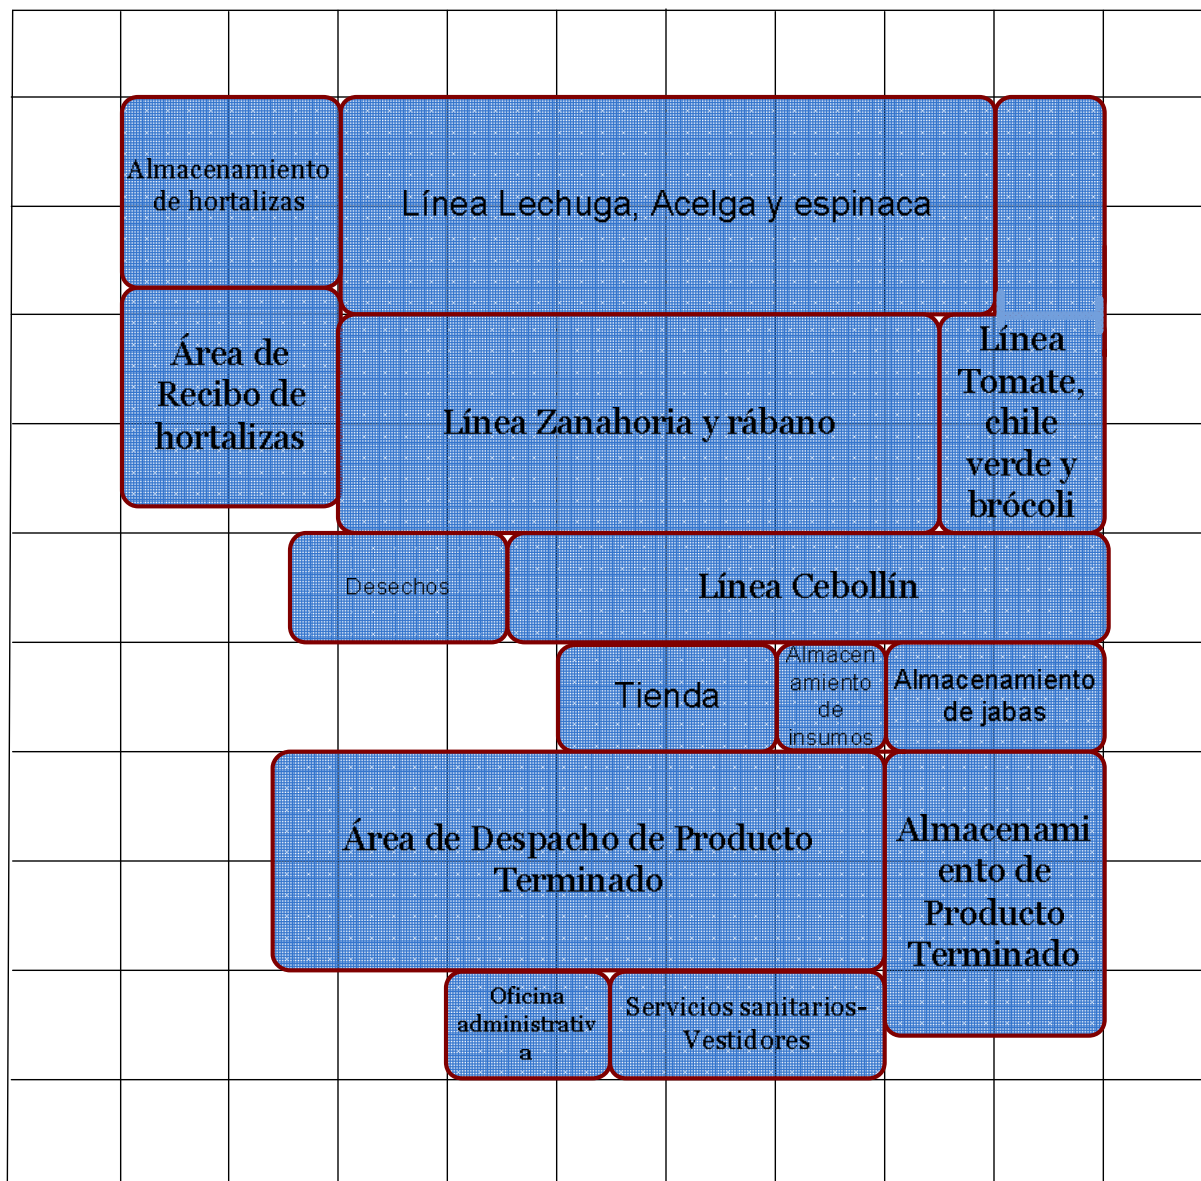 Almacenamiento
de hortalizas
Línea Lechuga, Acelga y espinaca
Área de
Recibo de
hortalizas
Línea Zanahoria y rábano
Línea
Tomate,
chile
verde y
brócoli
Desechos
Línea Cebollín
Tienda
Almacen
amiento
de
insumos
Almacenamiento
de jabas
Área de Despacho de Producto
Terminado
Almacenami
ento de
Producto
Terminado
Oficina
administrativ
a
Servicios sanitarios-
Vestidores